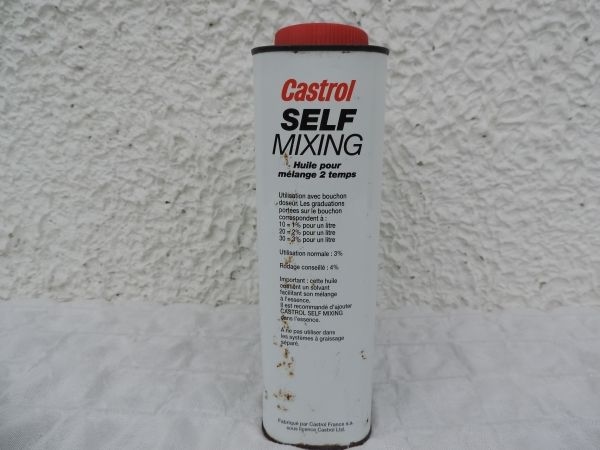 Castrol
SELF
MIXING
Huile pour
mélange 2 temps
Utilisation avec bouchon
doseur. Les graduations
portées sur le bouchon
correspondent à :
10 = 1% pour un litre
20 = 2% pour un litre
30 = 3% pour un litre
Utilisation normale : 3%
Rodage conseillé : 4%
Important : cette huile
contient un solvant
facilitant son mélange
à l'essence.
Il est recommandé d'ajouter
CASTROL SELF MIXING
dans l'essence.
A ne pas utiliser dans
les systèmes à graissage
séparé.
Fabriqué par Castrol France s.a.
sous licence Castrol Ltd.